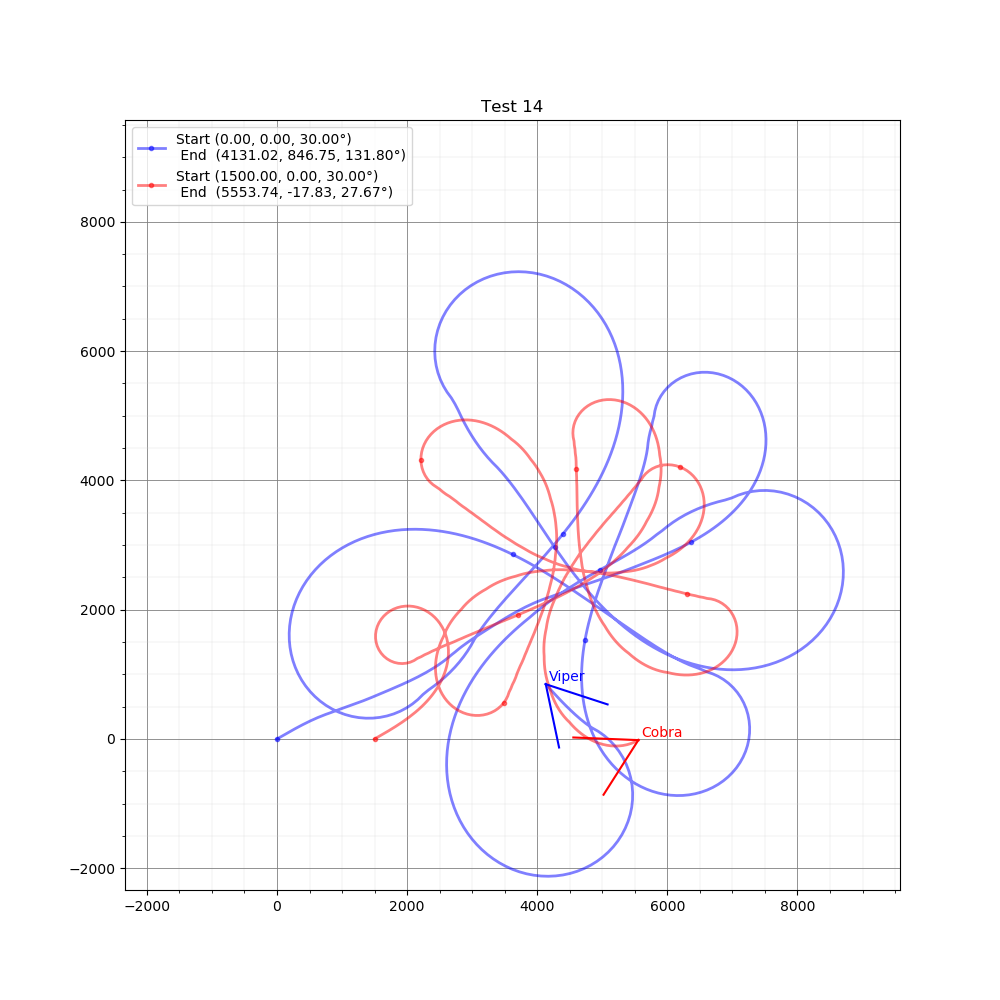 Test 14
Start (0.00, 0.00, 30.00°)
End (4131.02, 846.75, 131.80°)
Start (1500.00, 0.00, 30.00°)
End (5553.74, -17.83, 27.67°)
8000
6000
4000
2000
0
−2000
Viper
Cobra
−2000 0 2000 4000 6000 8000